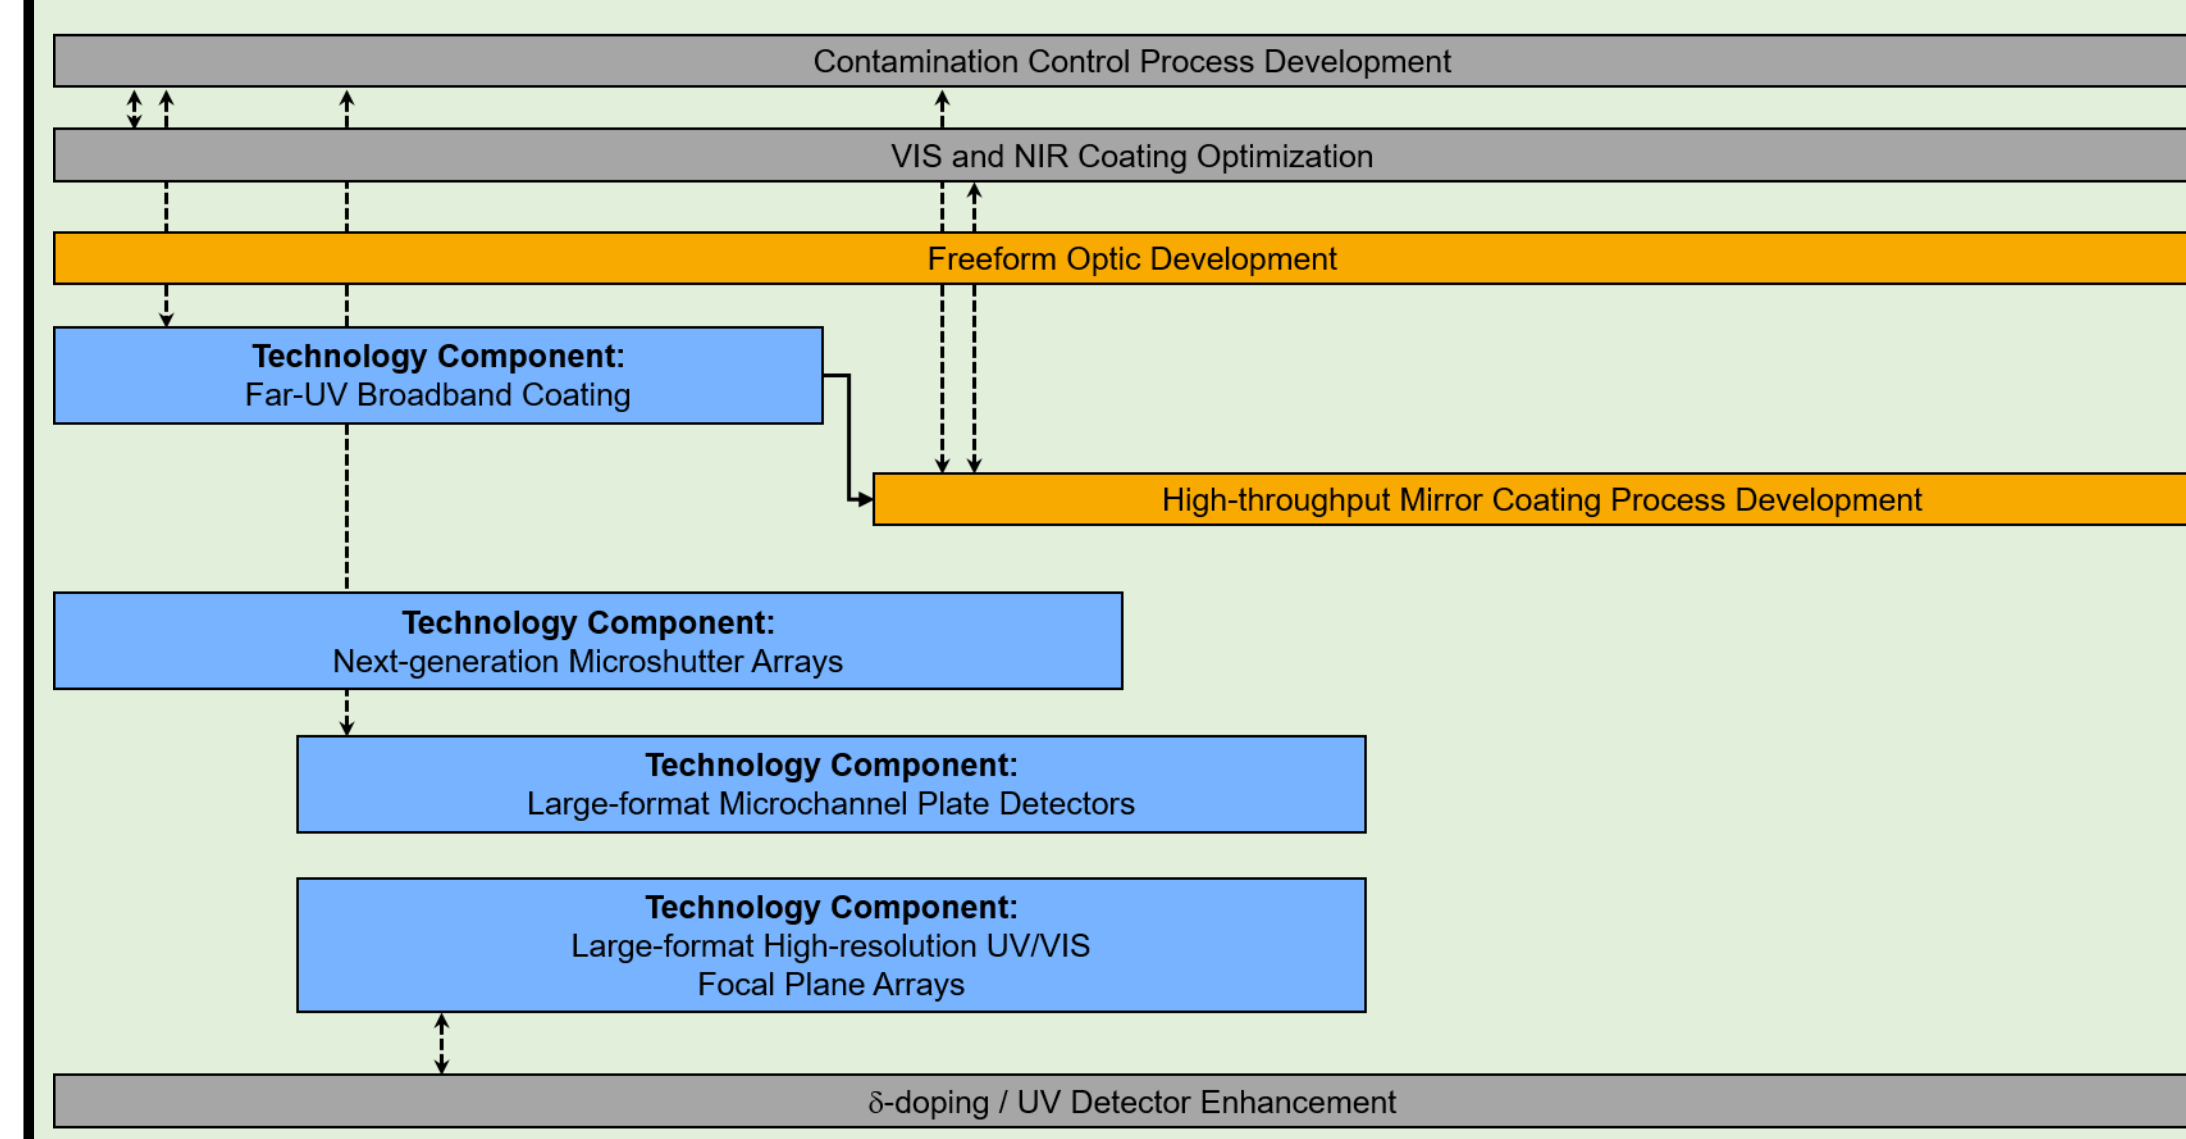 Contamination Control Process Development
VIS and NIR Coating Optimization
Freeform Optic Development
Technology Component:
Far-UV Broadband Coating
High-throughput Mirror Coating Process Development
Technology Component:
Next-generation Microshutter Arrays
Technology Component:
Large-format Microchannel Plate Detectors
Technology Component:
Large-format High-resolution UV/VIS
Focal Plane Arrays
δ-doping / UV Detector Enhancement